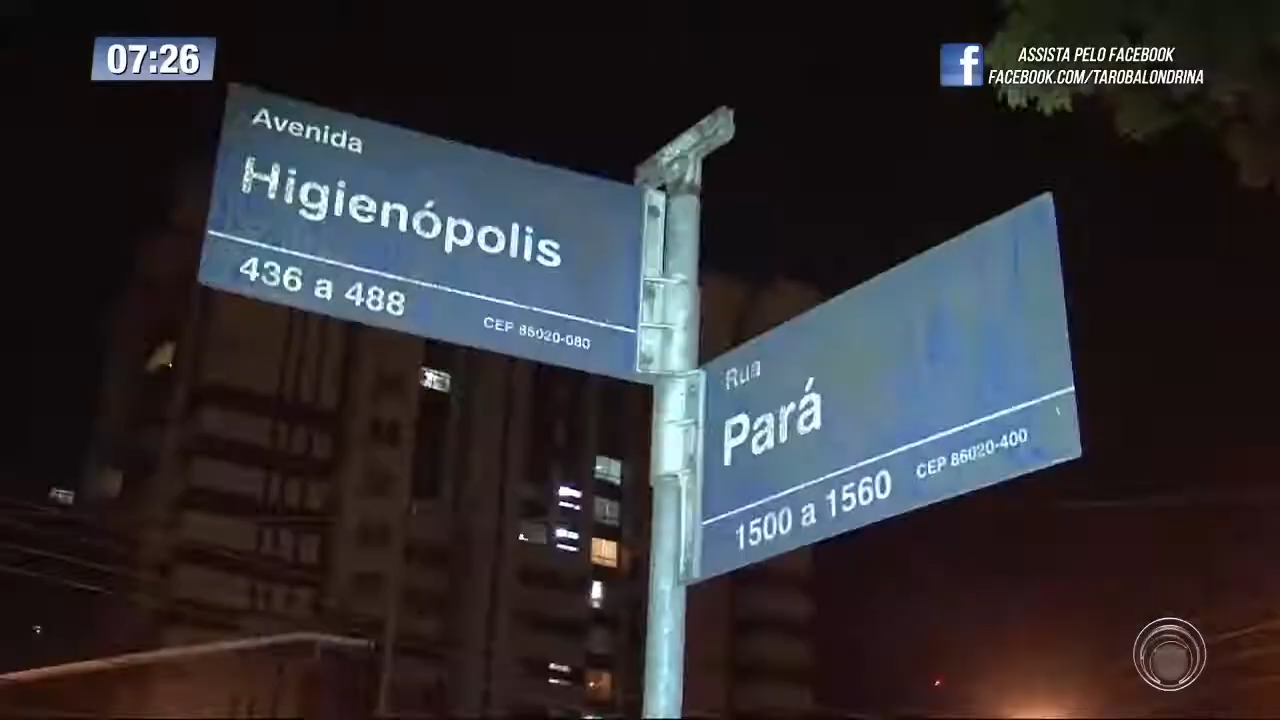 07:26
ASSISTA PELO FACEBOOK
FACEBOOK.COM/TAROBALONDRINA
Avenida
Higienópolis
436 a 488
CEP 86020-080
Rua
Pará
1500 a 1560
CEP 86020-400